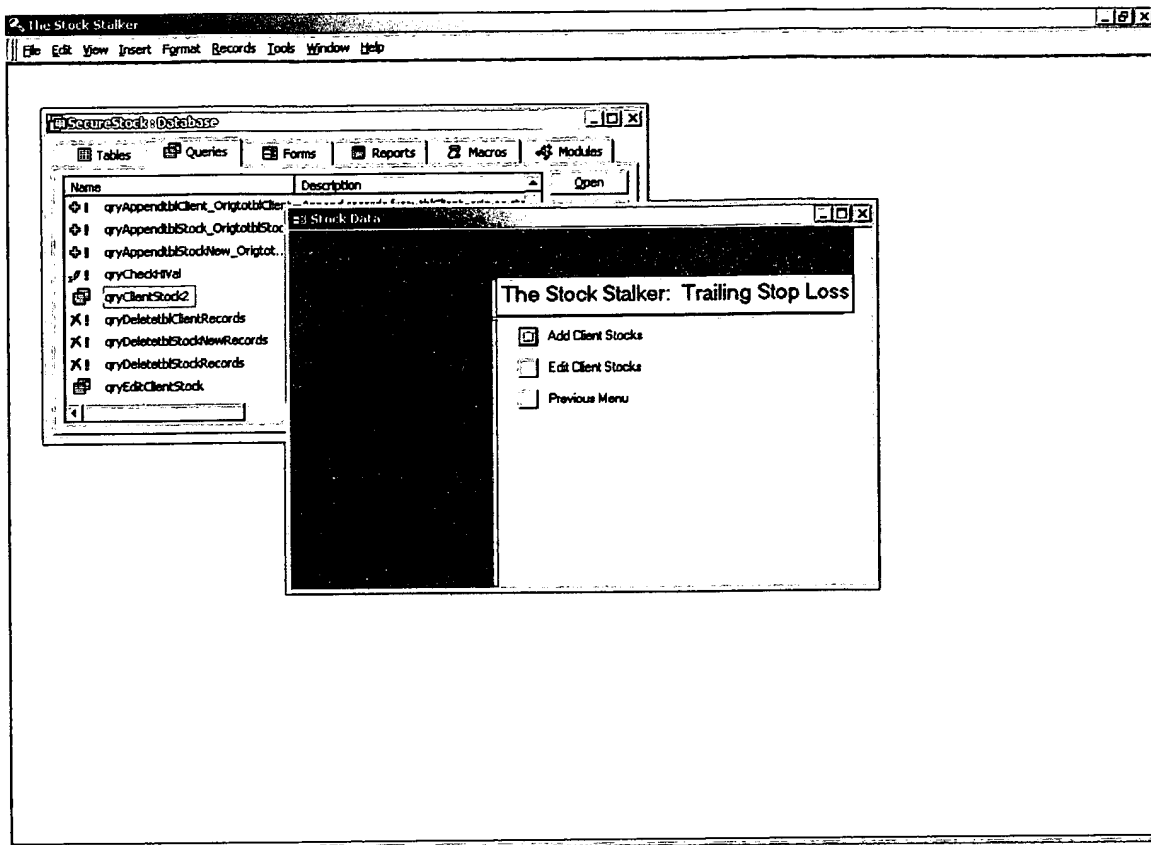 The Stock Stalker
File Edit View Insert Format Records Tools Window Help
SecureStock : Database
Tables Queries Forms Reports Macros Modules
Name Description Open
qryAppendtblClient_OrigtotblClient
qryAppendtblStock_OrigtotblStoc
qryAppendtblStockNew_Origtot...
qryCheckHiVal
qryClientStock2
qryDeletetblClientRecords
qryDeletetblStockNewRecords
qryDeletetblStockRecords
qryEditClientStock
Stock Data
The Stock Stalker: Trailing Stop Loss
Add Client Stocks
Edit Client Stocks
Previous Menu